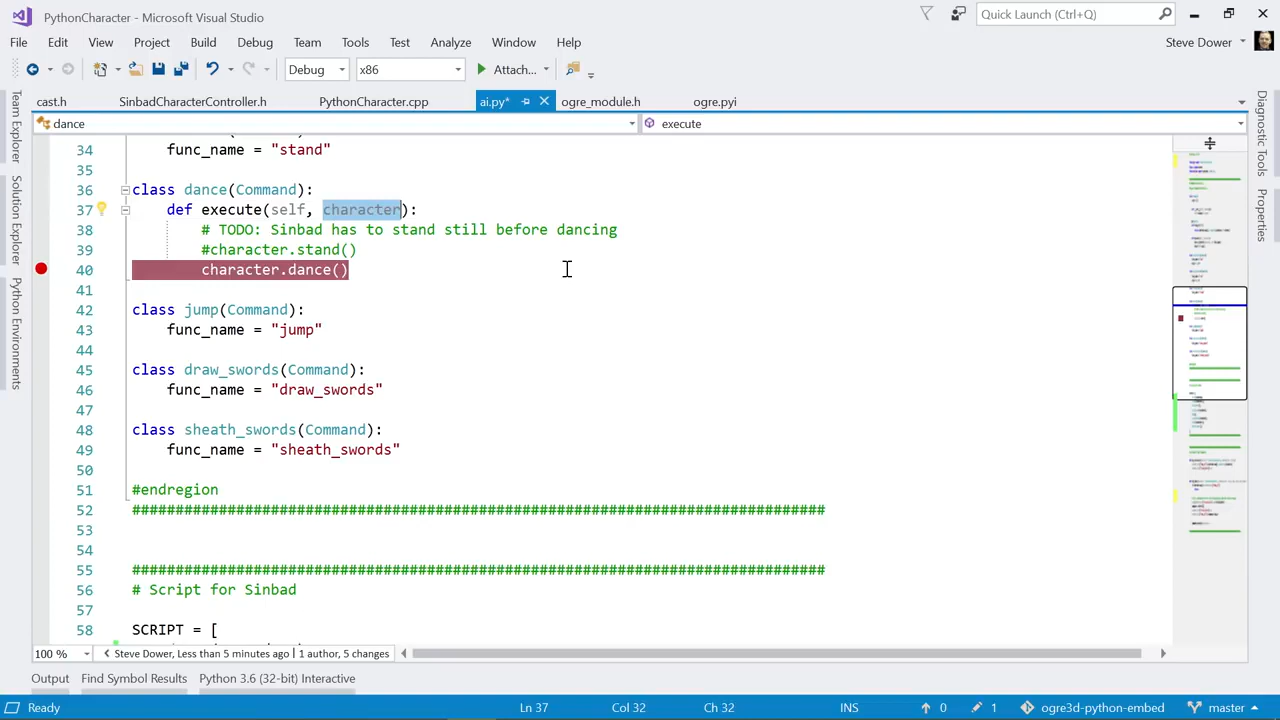 PythonCharacter - Microsoft Visual Studio
Quick Launch (Ctrl+Q)
File Edit View Project Build Debug Team Tools Test Analyze Window Help
Steve Dower
Debug x86 Attach...
cast.h SinbadCharacterController.h PythonCharacter.cpp ai.py* ogre_module.h ogre.pyi
dance execute
Team Explorer
Solution Explorer
Python Environments
Diagnostic Tools
Properties
34 func_name = "stand"
35
36 class dance(Command):
37 def execute(self, character):
38 # TODO: Sinbad has to stand still before dancing
39 #character.stand()
40 character.dance()
41
42 class jump(Command):
43 func_name = "jump"
44
45 class draw_swords(Command):
46 func_name = "draw_swords"
47
48 class sheath_swords(Command):
49 func_name = "sheath_swords"
50
51 #endregion
52 ################################################################################
53
54
55 ################################################################################
56 # Script for Sinbad
57
58 SCRIPT = [
100 % Steve Dower, Less than 5 minutes ago | 1 author, 5 changes
Output Find Symbol Results Python 3.6 (32-bit) Interactive
Ready Ln 37 Col 32 Ch 32 INS 0 1 ogre3d-python-embed master